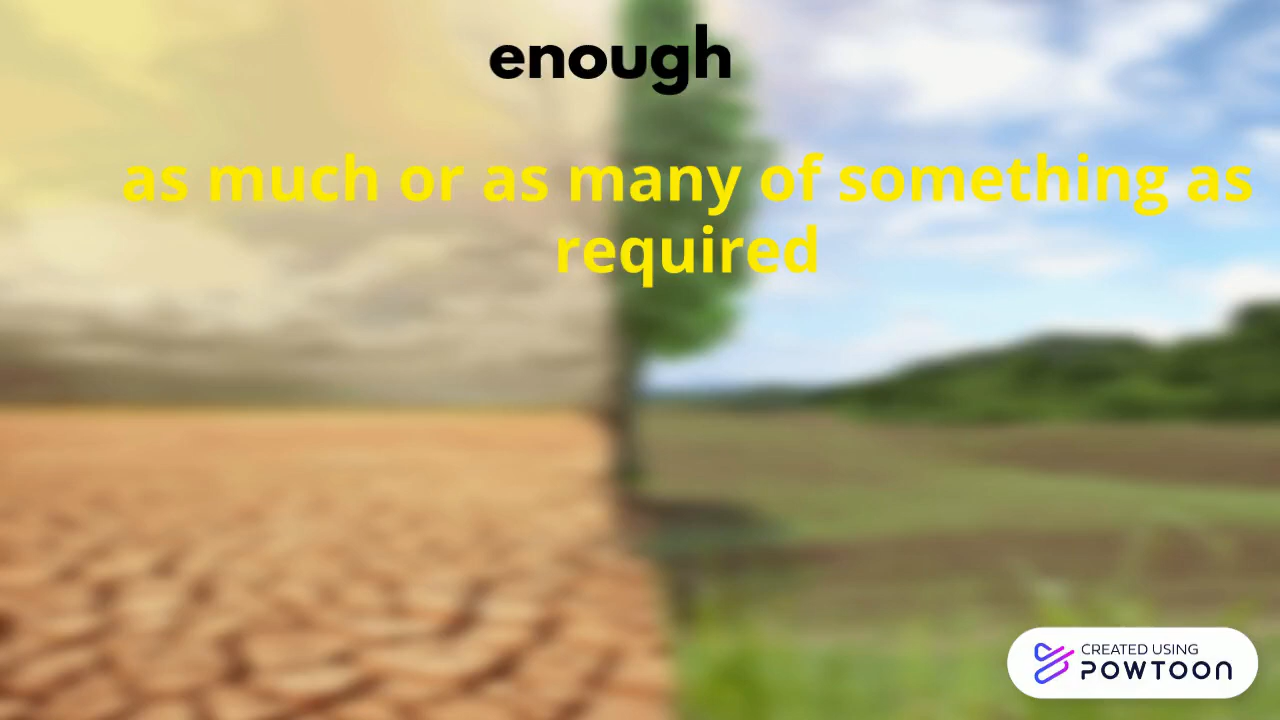 enough
as much or as many of something as
required
CREATED USING
POWTOON